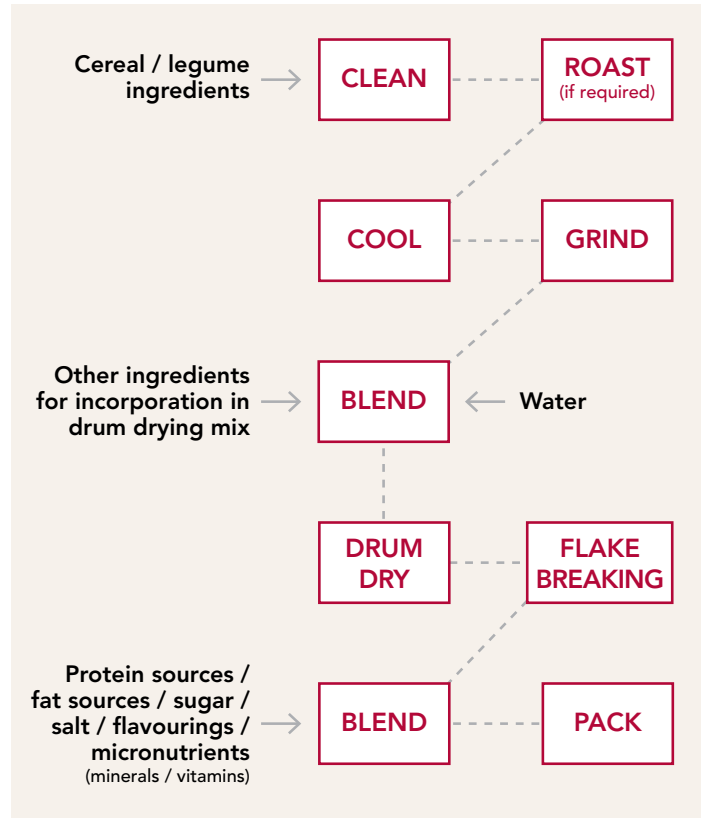 Cereal / legume
ingredients
CLEAN
ROAST
(if required)
COOL
GRIND
Other ingredients
for incorporation in
drum drying mix
BLEND
Water
DRUM
DRY
FLAKE
BREAKING
Protein sources /
fat sources / sugar /
salt / flavourings /
micronutrients
(minerals / vitamins)
BLEND
PACK